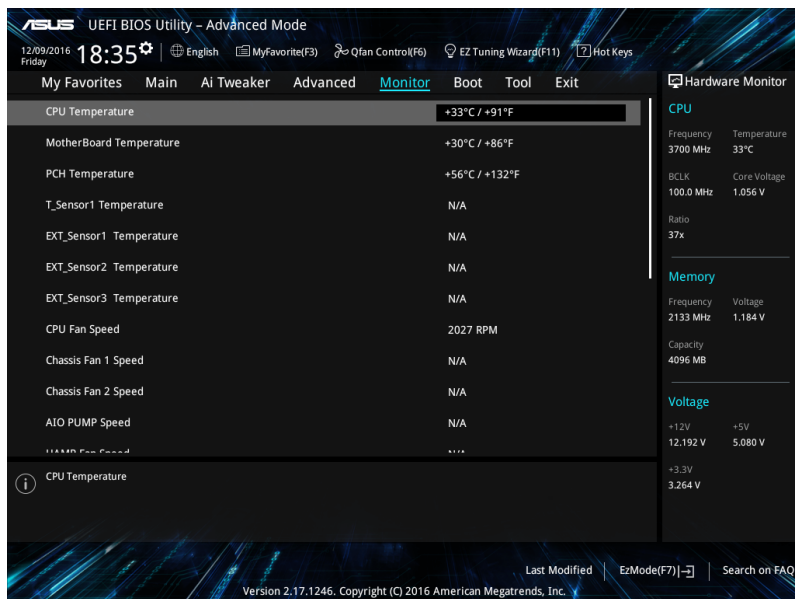 ASUS UEFI BIOS Utility – Advanced Mode
12/09/2016 Friday 18:35 English MyFavorite(F3) Qfan Control(F6) EZ Tuning Wizard(F11) ? Hot Keys
My Favorites Main Ai Tweaker Advanced Monitor Boot Tool Exit
Hardware Monitor
CPU Temperature +33°C / +91°F
MotherBoard Temperature +30°C / +86°F
PCH Temperature +56°C / +132°F
T_Sensor1 Temperature N/A
EXT_Sensor1 Temperature N/A
EXT_Sensor2 Temperature N/A
EXT_Sensor3 Temperature N/A
CPU Fan Speed 2027 RPM
Chassis Fan 1 Speed N/A
Chassis Fan 2 Speed N/A
AIO PUMP Speed N/A
CPU Temperature
CPU
Frequency Temperature
3700 MHz 33°C
BCLK Core Voltage
100.0 MHz 1.056 V
Ratio
37x
Memory
Frequency Voltage
2133 MHz 1.184 V
Capacity
4096 MB
Voltage
+12V +5V
12.192 V 5.080 V
+3.3V
3.264 V
Last Modified EzMode(F7) Search on FAQ
Version 2.17.1246. Copyright (C) 2016 American Megatrends, Inc.